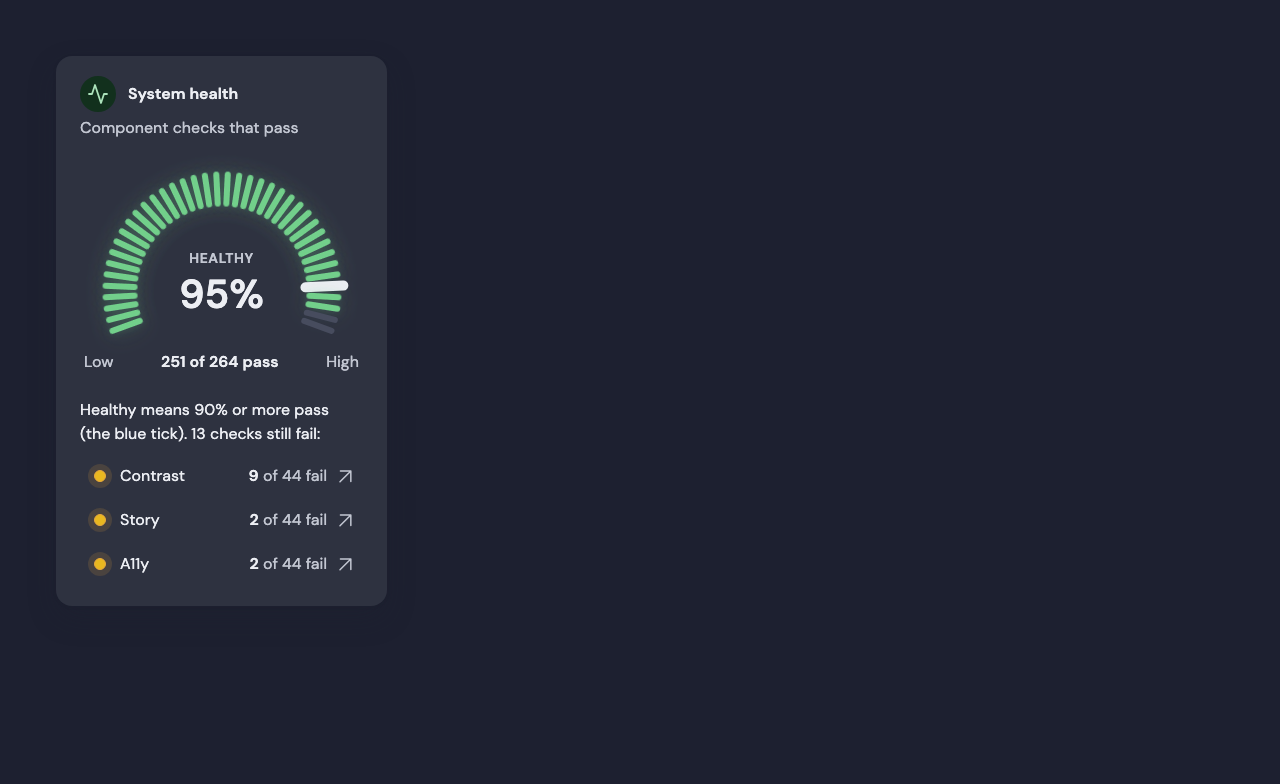 System health
Component checks that pass
HEALTHY
95%
Low 251 of 264 pass High
Healthy means 90% or more pass
(the blue tick). 13 checks still fail:
Contrast 9 of 44 fail
Story 2 of 44 fail
A11y 2 of 44 fail